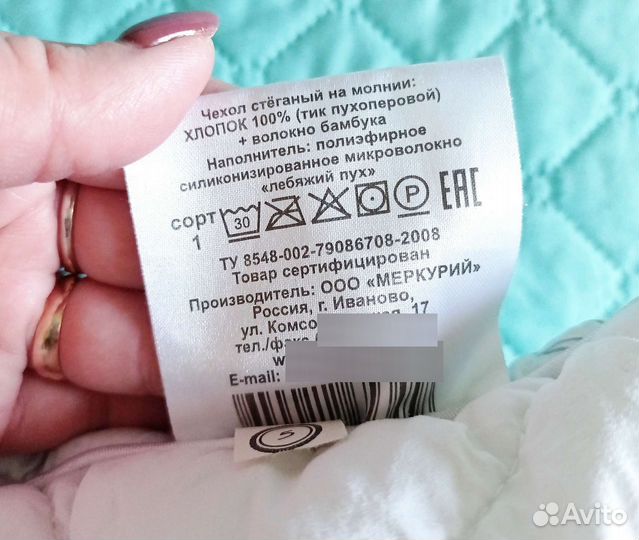 Чехол стёганый на молнии:
ХЛОПОК 100% (тик пухоперовой)
+ волокно бамбука
Наполнитель: полиэфирное
силиконизированное микроволокно
«лебяжий пух»
сорт 30 P EAC
1
ТУ 8548-002-79086708-2008
Товар сертифицирован
Производитель: ООО «МЕРКУРИЙ»
Россия, Г. Иваново,
ул. 17
тел./факс
E-mail:
5
Avito